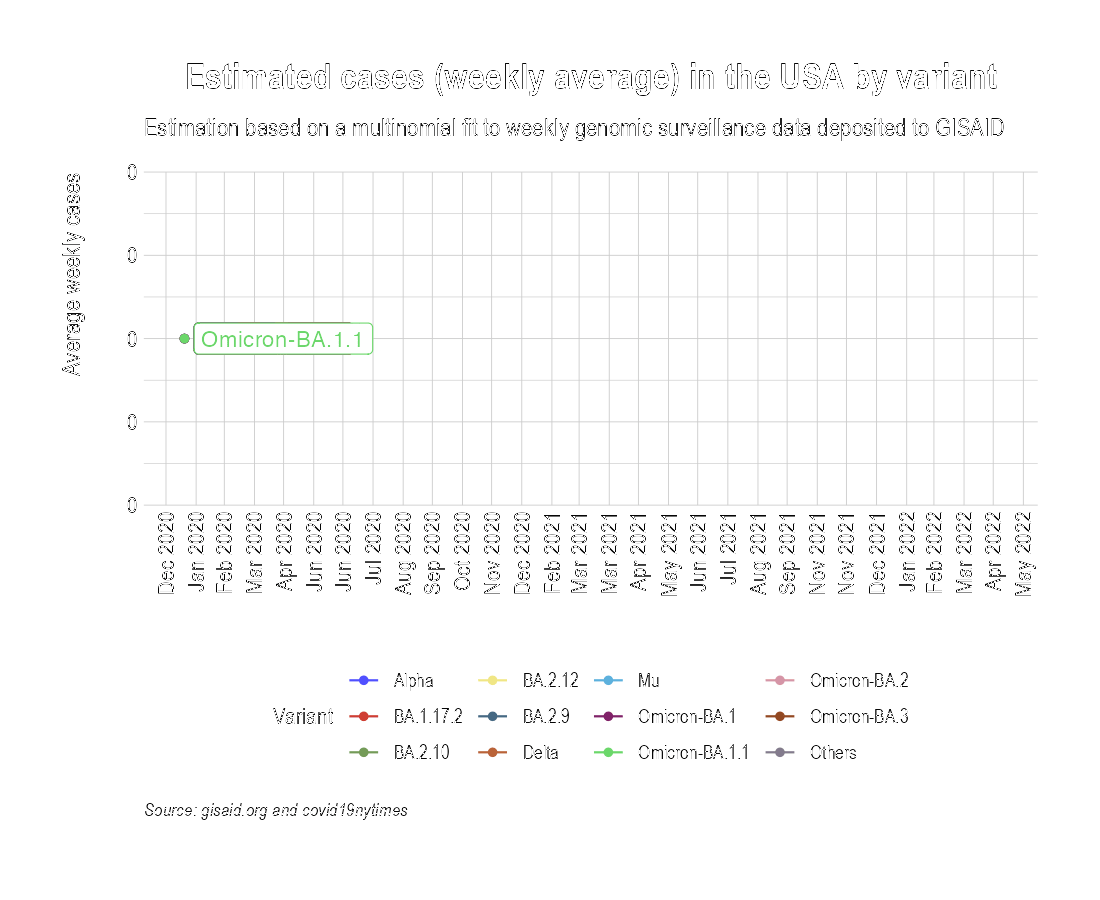 Estimated cases (weekly average) in the USA by variant
Estimation based on a multinomial fit to weekly genomic surveillance data deposited to GISAID
Average weekly cases
0
0
0
0
0
Omicron-BA.1.1
Dec 2020
Jan 2020
Feb 2020
Mar 2020
Apr 2020
Jun 2020
Jun 2020
Jul 2020
Aug 2020
Sep 2020
Oct 2020
Nov 2020
Dec 2020
Feb 2021
Mar 2021
Mar 2021
Apr 2021
May 2021
Jun 2021
Jul 2021
Aug 2021
Sep 2021
Nov 2021
Nov 2021
Dec 2021
Jan 2022
Feb 2022
Mar 2022
Apr 2022
May 2022
Variant
Alpha
BA.1.17.2
BA.2.10
BA.2.12
BA.2.9
Delta
Mu
Omicron-BA.1
Omicron-BA.1.1
Omicron-BA.2
Omicron-BA.3
Others
Source: gisaid.org and covid19nytimes